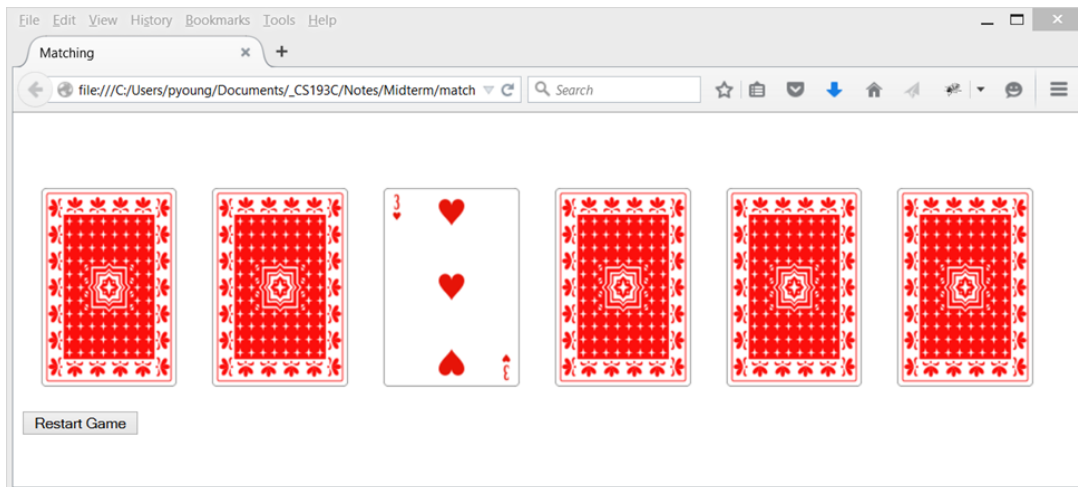 File Edit View History Bookmarks Tools Help
Matching
file:///C:/Users/pyoung/Documents/_CS193C/Notes/Midterm/match
Search
3
3
Restart Game